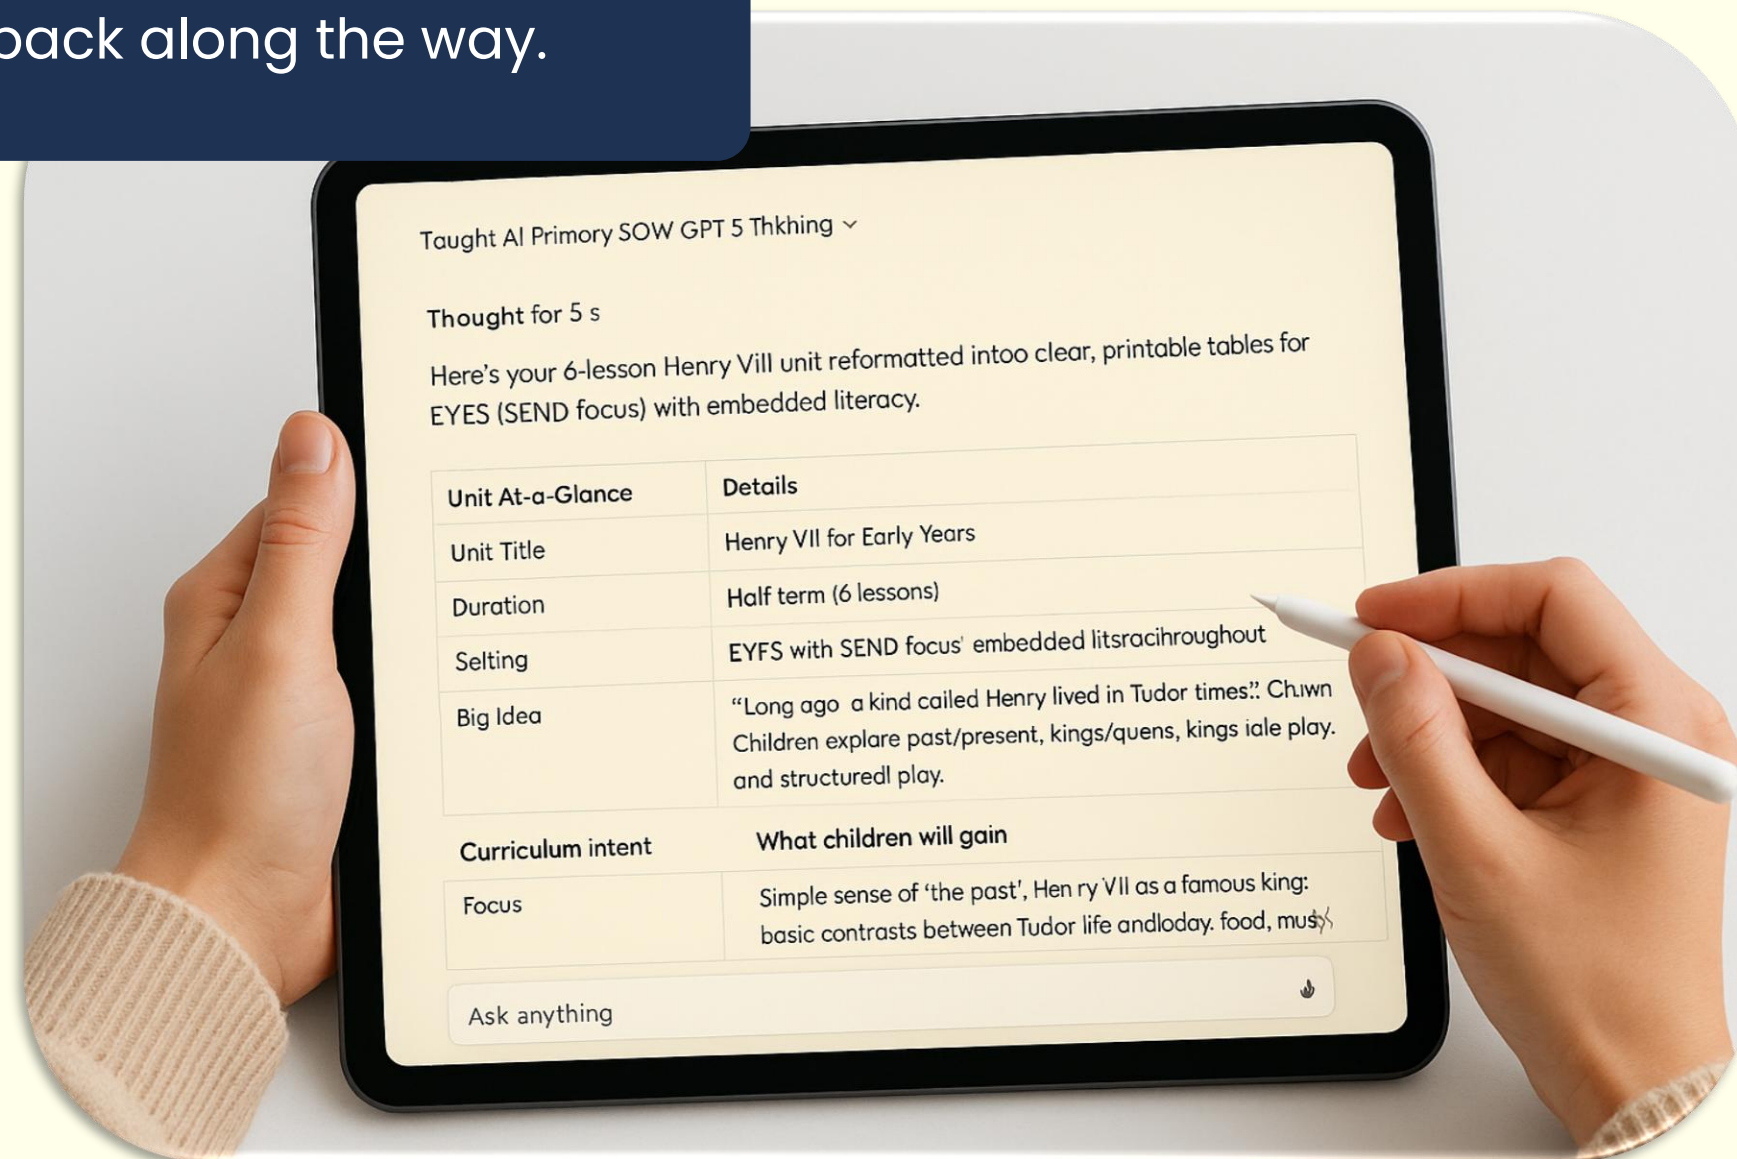 back along the way.
Taught AI Primory SOW GPT 5 Thkhing
Thought for 5 s
Here's your 6-lesson Henry Vill unit reformatted intoo clear, printable tables for
EYES (SEND focus) with embedded literacy.
Unit At-a-Glance
Details
Unit Title
Henry VII for Early Years
Duration
Half term (6 lessons)
Selting
EYFS with SEND focus' embedded litsracihroughout
Big Idea
“Long ago a kind cailed Henry lived in Tudor times”. Chıwn
Children explare past/present, kings/quens, kings iale play.
and structuredl play.
Curriculum intent
What children will gain
Focus
Simple sense of ‘the past’, Hen ry VII as a famous king:
basic contrasts between Tudor life andloday. food, mus
Ask anything